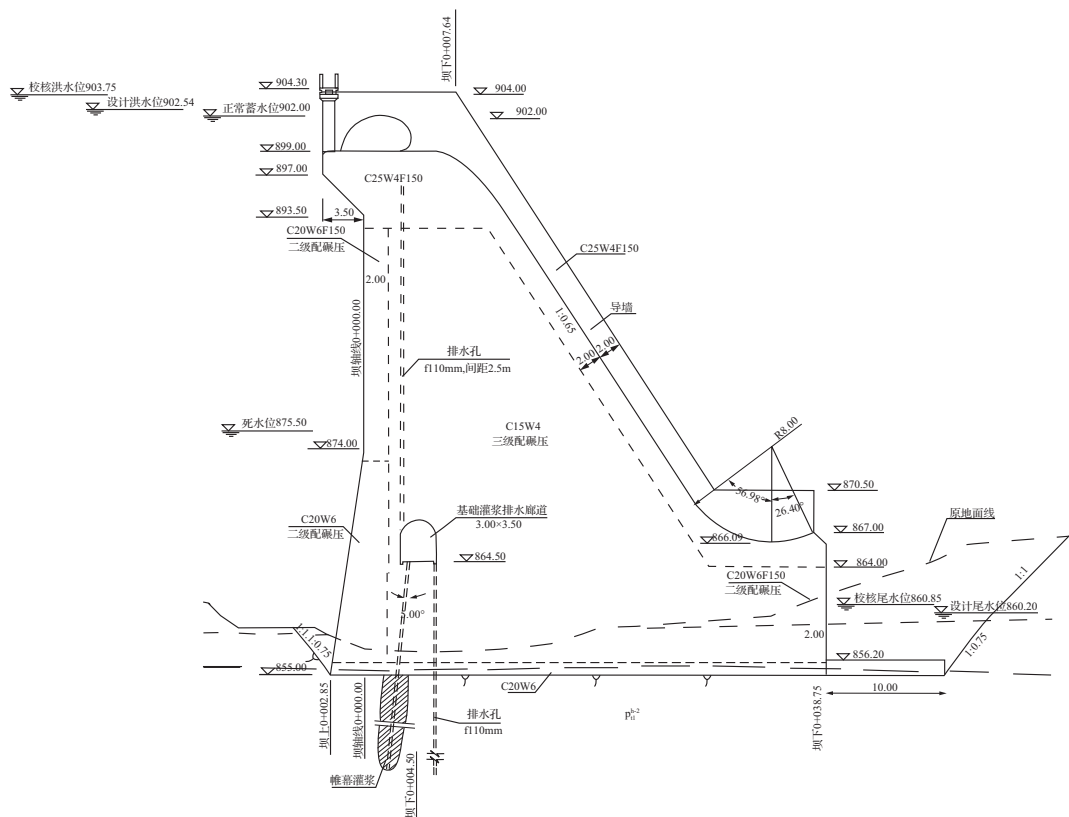 坝下0+007.64
校核洪水位903.75
904.30
904.00
设计洪水位902.54
正常蓄水位902.00
902.00
899.00
897.00
C25W4F150
893.50
3.50
C20W6F150
二级配碾压
C25W4F150
2.00
坝轴线0+000.00
导墙
1:0.65
2.00
2.00
排水孔
f110mm,间距2.5m
死水位875.50
874.00
C15W4
三级配碾压
R8.00
56.98°
26.40°
870.50
C20W6
二级配碾压
基础灌浆排水廊道
3.00×3.50
原地面线
867.00
866.09
864.50
864.00
C20W6F150
二级配碾压
1:1
校核尾水位860.85
设计尾水位860.20
5.00°
1:1.1:0.75
2.00
1:0.75
856.20
855.00
C20W6
10.00
坝上0+002.85
坝轴线0+000.00
排水孔
f110mm
坝下0+038.75
帷幕灌浆
坝下0+004.50